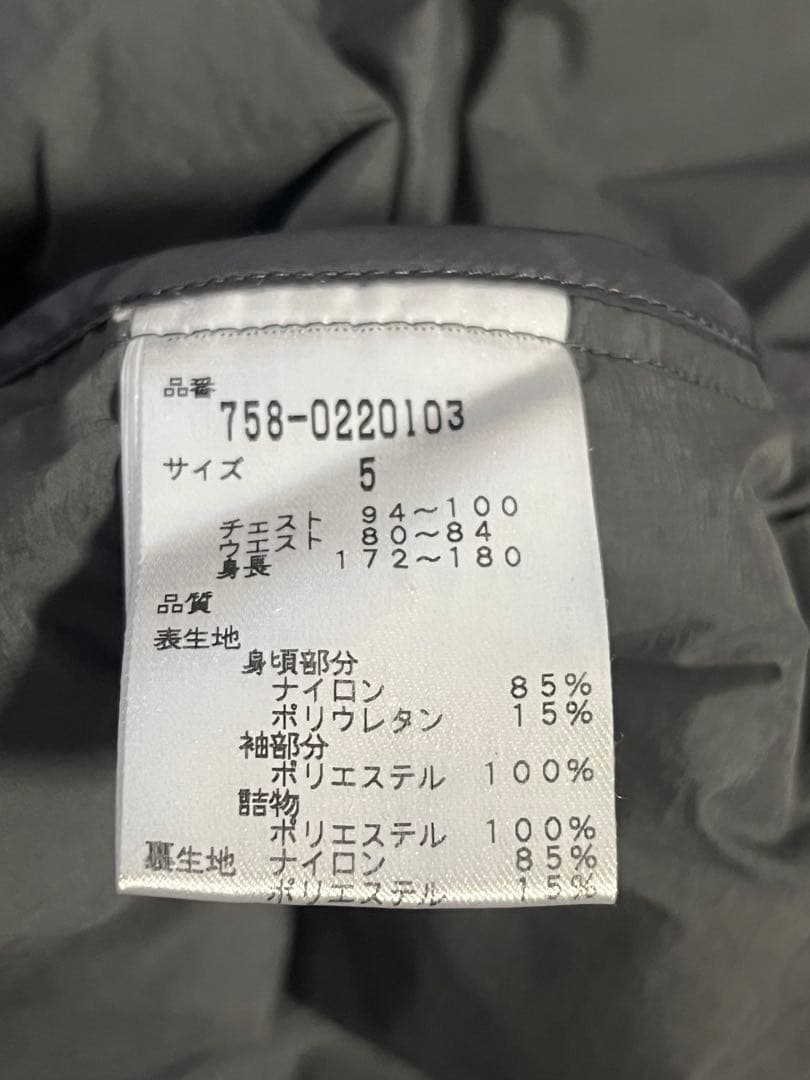 品番
758-0220103
サイズ 5
チェスト 94～100
ウエスト 80～84
身長 172～180
品質
表生地
身頃部分
ナイロン 85%
ポリウレタン 15%
袖部分
ポリエステル 100%
詰物
ポリエステル 100%
裏生地 ナイロン 85%
ポリエステル 15%